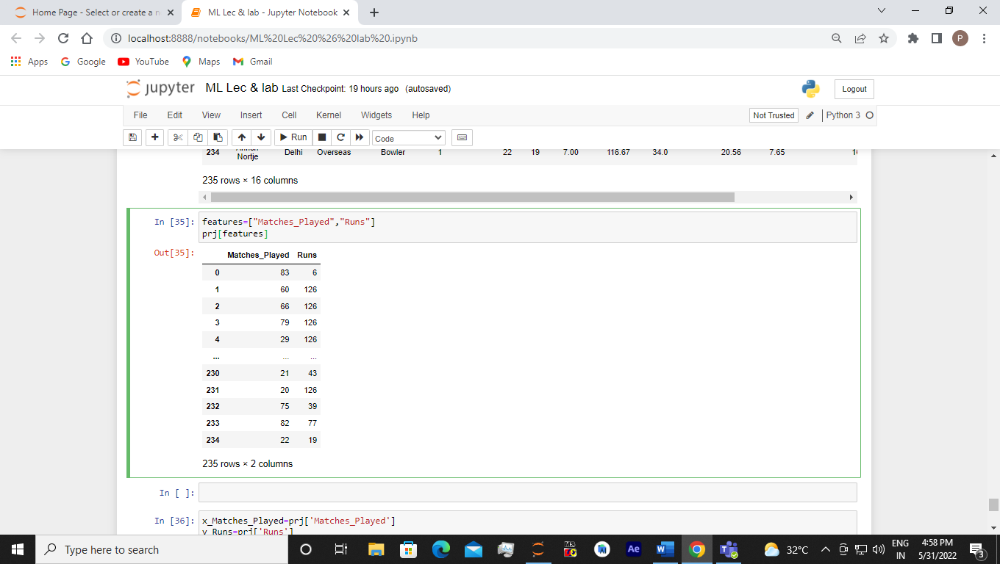 Home Page - Select or create a n
ML Lec & lab - Jupyter Notebook
localhost:8888/notebooks/ML%20Lec%20%26%20lab%20.ipynb
P
Apps Google YouTube Maps Gmail
jupyter ML Lec & lab Last Checkpoint: 19 hours ago (autosaved)
Logout
File Edit View Insert Cell Kernel Widgets Help
Not Trusted Python 3
Run Code
234 Nortje Delhi Overseas Bowler 1 22 19 7.00 116.67 34.0 20.56 7.65
235 rows × 16 columns
In [35]: features=["Matches_Played","Runs"]
prj[features]
Out[35]:
Matches_Played Runs
0 83 6
1 60 126
2 66 126
3 79 126
4 29 126
... ... ...
230 21 43
231 20 126
232 75 39
233 82 77
234 22 19
235 rows × 2 columns
In [ ]:
In [36]: x_Matches_Played=prj['Matches_Played']
y_Runs=prj['Runs']
Type here to search
Ae
32°C
ENG
IN
4:58 PM
5/31/2022
3